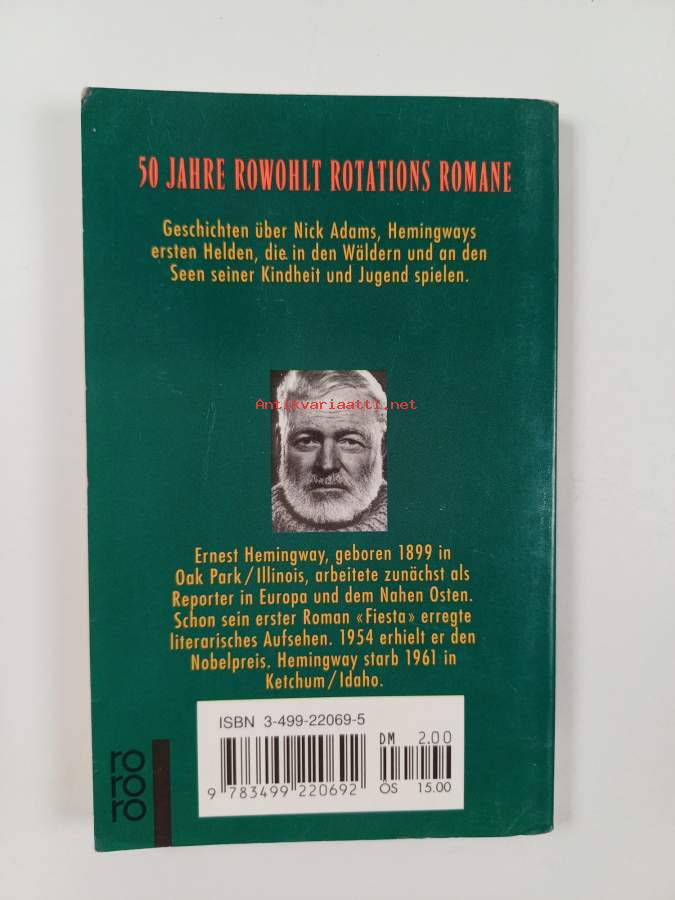 50 JAHRE ROWOHLT ROTATIONS ROMANE
Geschichten über Nick Adams, Hemingways
ersten Helden, die in den Wäldern und an den
Seen seiner Kindheit und Jugend spielen.
Antikvariaatti.net
Ernest Hemingway, geboren 1899 in
Oak Park/Illinois, arbeitete zunächst als
Reporter in Europa und dem Nahen Osten.
Schon sein erster Roman «Fiesta» erregte
literarisches Aufsehen. 1954 erhielt er den
Nobelpreis. Hemingway starb 1961 in
Ketchum/Idaho.
ISBN 3-499-22069-5
DM 2.00
9 783499 220692
ÖS 15.00
ro
ro
ro